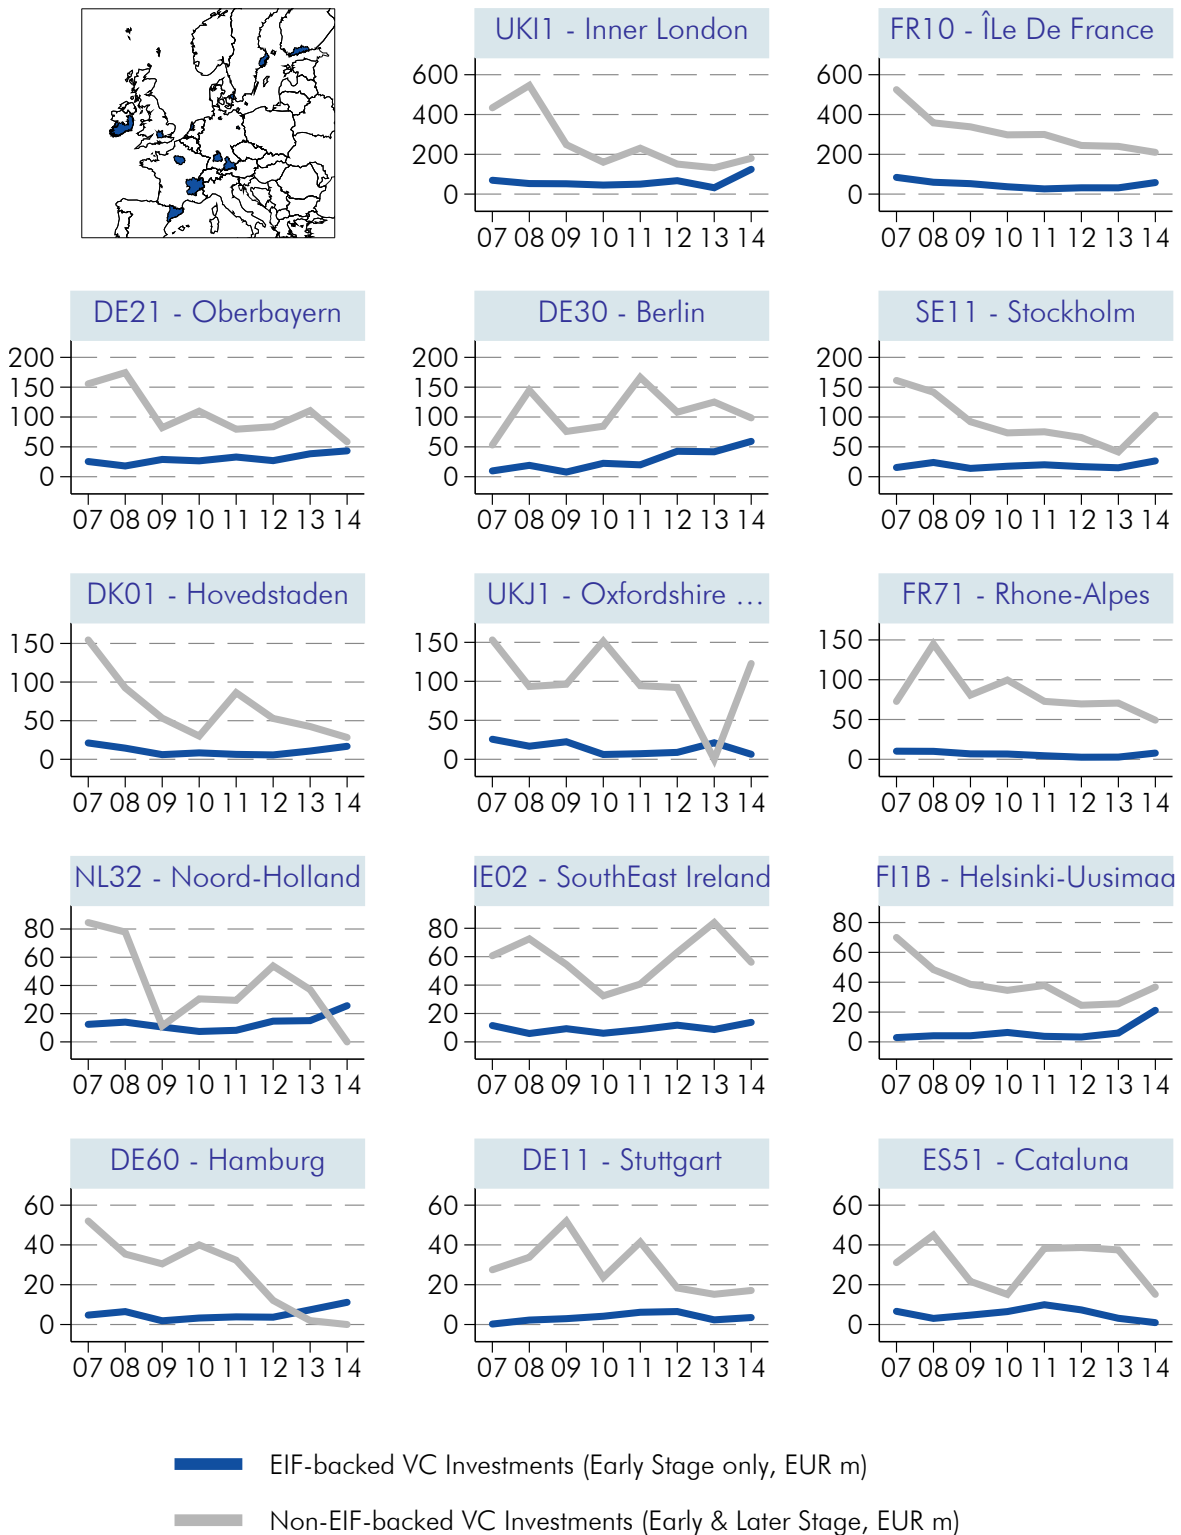 UKI1 - Inner London
FR10 - ÎLe De France
600
400
200
0
07 08 09 10 11 12 13 14
600
400
200
0
07 08 09 10 11 12 13 14
DE21 - Oberbayern
DE30 - Berlin
SE11 - Stockholm
200
150
100
50
0
07 08 09 10 11 12 13 14
200
150
100
50
0
07 08 09 10 11 12 13 14
200
150
100
50
0
07 08 09 10 11 12 13 14
DK01 - Hovedstaden
UKJ1 - Oxfordshire ...
FR71 - Rhone-Alpes
150
100
50
0
07 08 09 10 11 12 13 14
150
100
50
0
07 08 09 10 11 12 13 14
150
100
50
0
07 08 09 10 11 12 13 14
NL32 - Noord-Holland
IE02 - SouthEast Ireland
FI1B - Helsinki-Uusimaa
80
60
40
20
0
07 08 09 10 11 12 13 14
80
60
40
20
0
07 08 09 10 11 12 13 14
80
60
40
20
0
07 08 09 10 11 12 13 14
DE60 - Hamburg
DE11 - Stuttgart
ES51 - Cataluna
60
40
20
0
07 08 09 10 11 12 13 14
60
40
20
0
07 08 09 10 11 12 13 14
60
40
20
0
07 08 09 10 11 12 13 14
EIF-backed VC Investments (Early Stage only, EUR m)
Non-EIF-backed VC Investments (Early & Later Stage, EUR m)